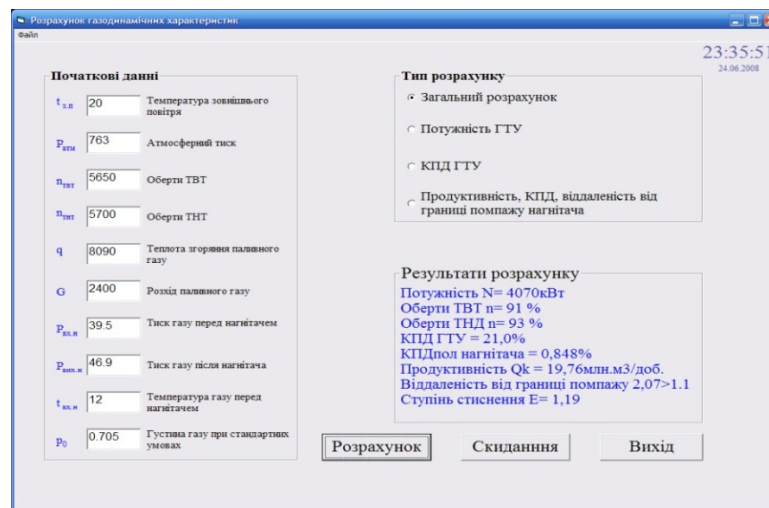 Розрахунок газодинамічних характеристик
Файл
23:35:51
24.06.2008
Початкові данні
t з.п 20 Температура зовнішнього
повітря
Pатм 763 Атмосферний тиск
nтвт 5650 Оберти ТВТ
nтнт 5700 Оберти ТНТ
q 8090 Теплота згоряння паливного
газу
G 2400 Розхід паливного газу
Pвх.н 39.5 Тиск газу перед нагнітачем
Pвих.н 46.9 Тиск газу після нагнітача
t вх.н 12 Температура газу перед
нагнітачем
p0 0.705 Густина газу при стандартних
умовах
Тип розрахунку
Загальний розрахунок
Потужність ГТУ
КПД ГТУ
Продуктивність, КПД, віддаленість від
границі помпажу нагнітача
Результати розрахунку
Потужність N= 4070кВт
Оберти ТВТ n= 91 %
Оберти ТНД n= 93 %
КПД ГТУ = 21,0%
КПДпол нагнітача = 0,848%
Продуктивність Qk = 19,76млн.м3/доб.
Віддаленість від границі помпажу 2,07>1.1
Ступінь стиснення E= 1,19
Розрахунок Скиданння Вихід